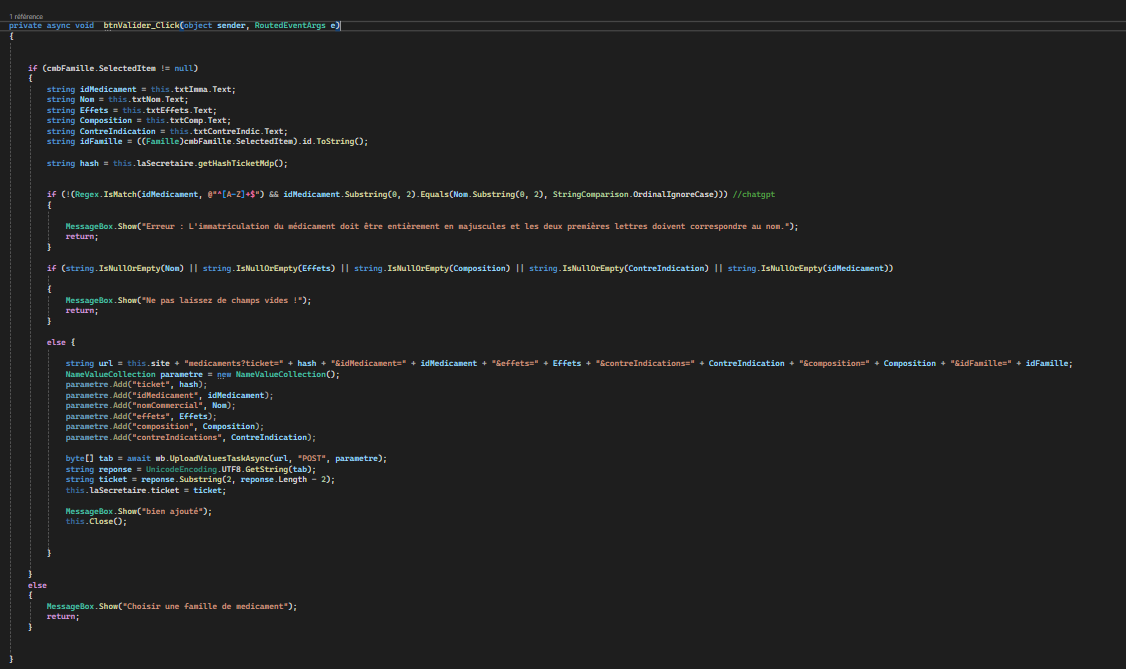 1 référence
private async void btnValider_Click(object sender, RoutedEventArgs e)
{
if (cmbFamille.SelectedItem != null)
{
string idMedicament = this.txtImma.Text;
string Nom = this.txtNom.Text;
string Effets = this.txtEffets.Text;
string Composition = this.txtComp.Text;
string ContreIndication = this.txtContreIndic.Text;
string idFamille = ((Famille)cmbFamille.SelectedItem).id.ToString();
string hash = this.laSecretaire.getHashTicketMdp();
if (!(Regex.IsMatch(idMedicament, @"^[A-Z]+$") && idMedicament.Substring(0, 2).Equals(Nom.Substring(0, 2), StringComparison.OrdinalIgnoreCase))) //chatgpt
{
MessageBox.Show("Erreur : L'immatriculation du médicament doit être entièrement en majuscules et les deux premières lettres doivent correspondre au nom.");
return;
}
if (string.IsNullOrEmpty(Nom) || string.IsNullOrEmpty(Effets) || string.IsNullOrEmpty(Composition) || string.IsNullOrEmpty(ContreIndication) || string.IsNullOrEmpty(idMedicament))
{
MessageBox.Show("Ne pas laissez de champs vides !");
return;
}
else {
string url = this.site + "medicaments?ticket=" + hash + "&idMedicament=" + idMedicament + "&effets=" + Effets + "&contreIndications=" + ContreIndication + "&composition=" + Composition + "&idFamille=" + idFamille;
NameValueCollection parametre = new NameValueCollection();
parametre.Add("ticket", hash);
parametre.Add("idMedicament", idMedicament);
parametre.Add("nomCommercial", Nom);
parametre.Add("effets", Effets);
parametre.Add("composition", Composition);
parametre.Add("contreIndications", ContreIndication);
byte[] tab = await wb.UploadValuesTaskAsync(url, "POST", parametre);
string reponse = UnicodeEncoding.UTF8.GetString(tab);
string ticket = reponse.Substring(2, reponse.Length - 2);
this.laSecretaire.ticket = ticket;
MessageBox.Show("bien ajouté");
this.Close();
}
}
else
{
MessageBox.Show("Choisir une famille de medicament");
return;
}
}